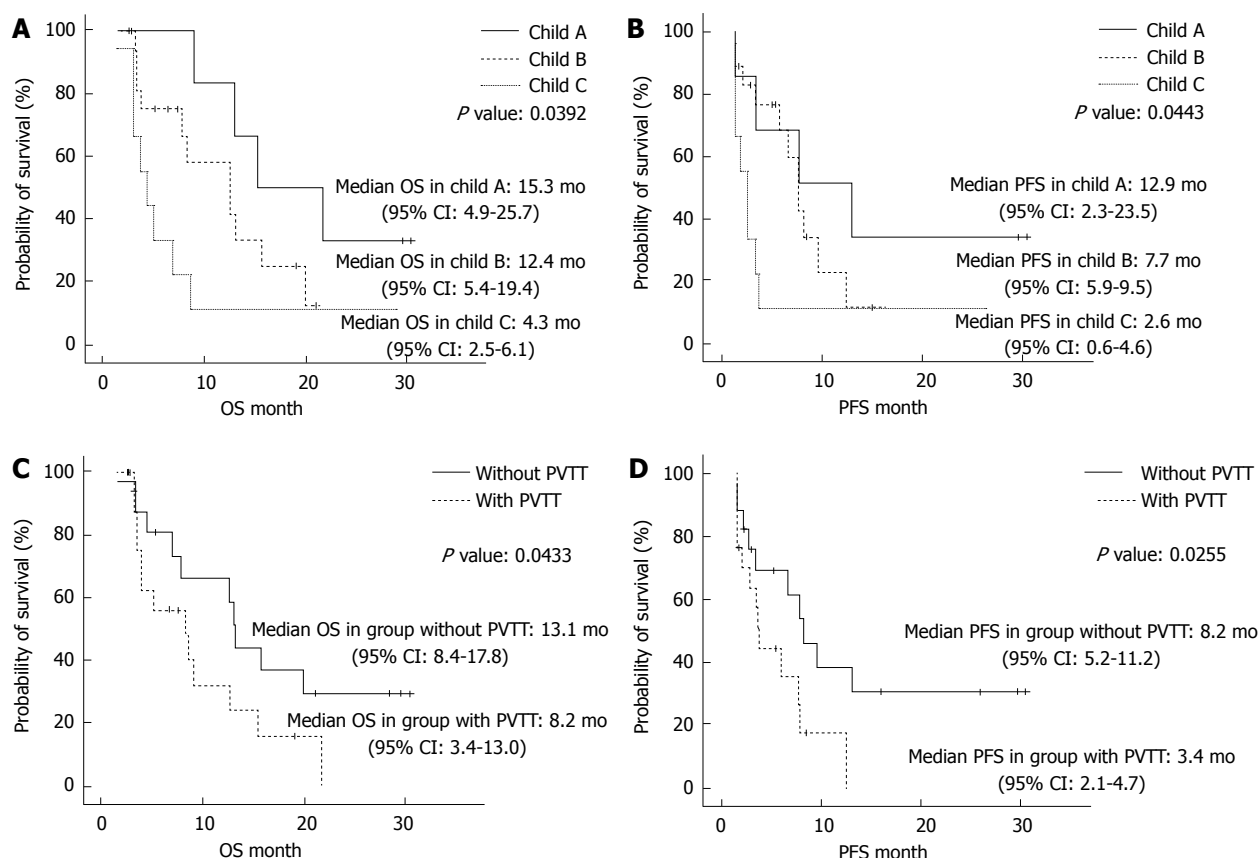 A
Child A
Child B
Child C
P value: 0.0392
Median OS in child A: 15.3 mo
(95% CI: 4.9-25.7)
Median OS in child B: 12.4 mo
(95% CI: 5.4-19.4)
Median OS in child C: 4.3 mo
(95% CI: 2.5-6.1)
Probability of survival (%)
100
80
60
40
20
0
0 10 20 30
OS month
B
Child A
Child B
Child C
P value: 0.0443
Median PFS in child A: 12.9 mo
(95% CI: 2.3-23.5)
Median PFS in child B: 7.7 mo
(95% CI: 5.9-9.5)
Median PFS in child C: 2.6 mo
(95% CI: 0.6-4.6)
Probability of survival (%)
100
80
60
40
20
0
0 10 20 30
PFS month
C
Without PVTT
With PVTT
P value: 0.0433
Median OS in group without PVTT: 13.1 mo
(95% CI: 8.4-17.8)
Median OS in group with PVTT: 8.2 mo
(95% CI: 3.4-13.0)
Probability of survival (%)
100
80
60
40
20
0
0 10 20 30
OS month
D
Without PVTT
With PVTT
P value: 0.0255
Median PFS in group without PVTT: 8.2 mo
(95% CI: 5.2-11.2)
Median PFS in group with PVTT: 3.4 mo
(95% CI: 2.1-4.7)
Probability of survival (%)
100
80
60
40
20
0
0 10 20 30
PFS month